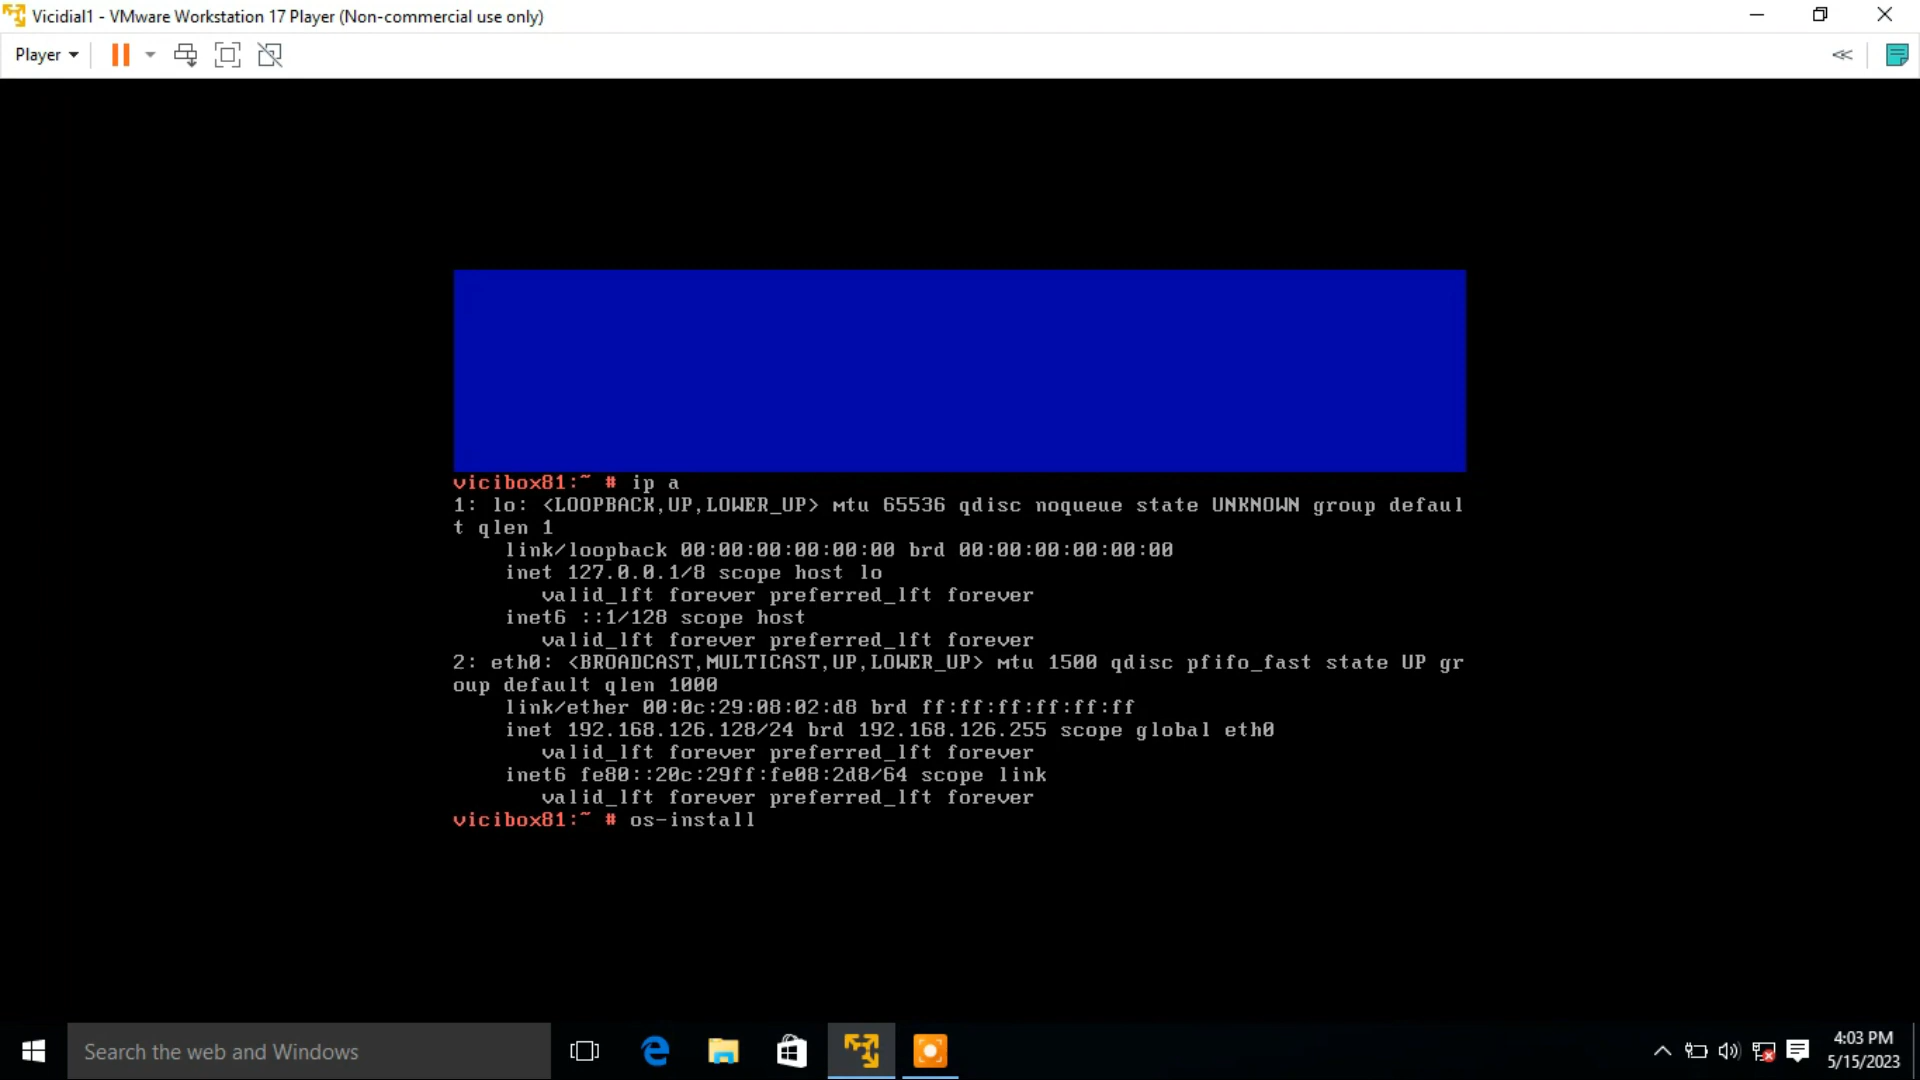 Vicidial1 - VMware Workstation 17 Player (Non-commercial use only)
Player
vicibox81:~ # ip a
1: lo: <LOOPBACK,UP,LOWER_UP> mtu 65536 qdisc noqueue state UNKNOWN group defaul
t qlen 1
link/loopback 00:00:00:00:00:00 brd 00:00:00:00:00:00
inet 127.0.0.1/8 scope host lo
valid_lft forever preferred_lft forever
inet6 ::1/128 scope host
valid_lft forever preferred_lft forever
2: eth0: <BROADCAST,MULTICAST,UP,LOWER_UP> mtu 1500 qdisc pfifo_fast state UP gr
oup default qlen 1000
link/ether 00:0c:29:08:02:d8 brd ff:ff:ff:ff:ff:ff
inet 192.168.126.128/24 brd 192.168.126.255 scope global eth0
valid_lft forever preferred_lft forever
inet6 fe80::20c:29ff:fe08:2d8/64 scope link
valid_lft forever preferred_lft forever
vicibox81:~ # os-install
Search the web and Windows
4:03 PM
5/15/2023